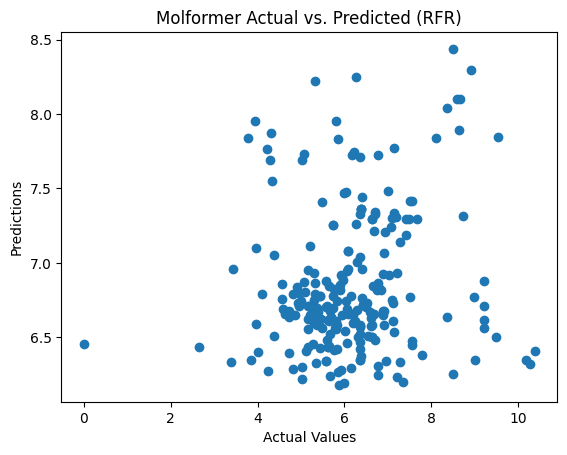 Molformer Actual vs. Predicted (RFR)
8.5
8.0
7.5
7.0
6.5
Predictions
0 2 4 6 8 10
Actual Values